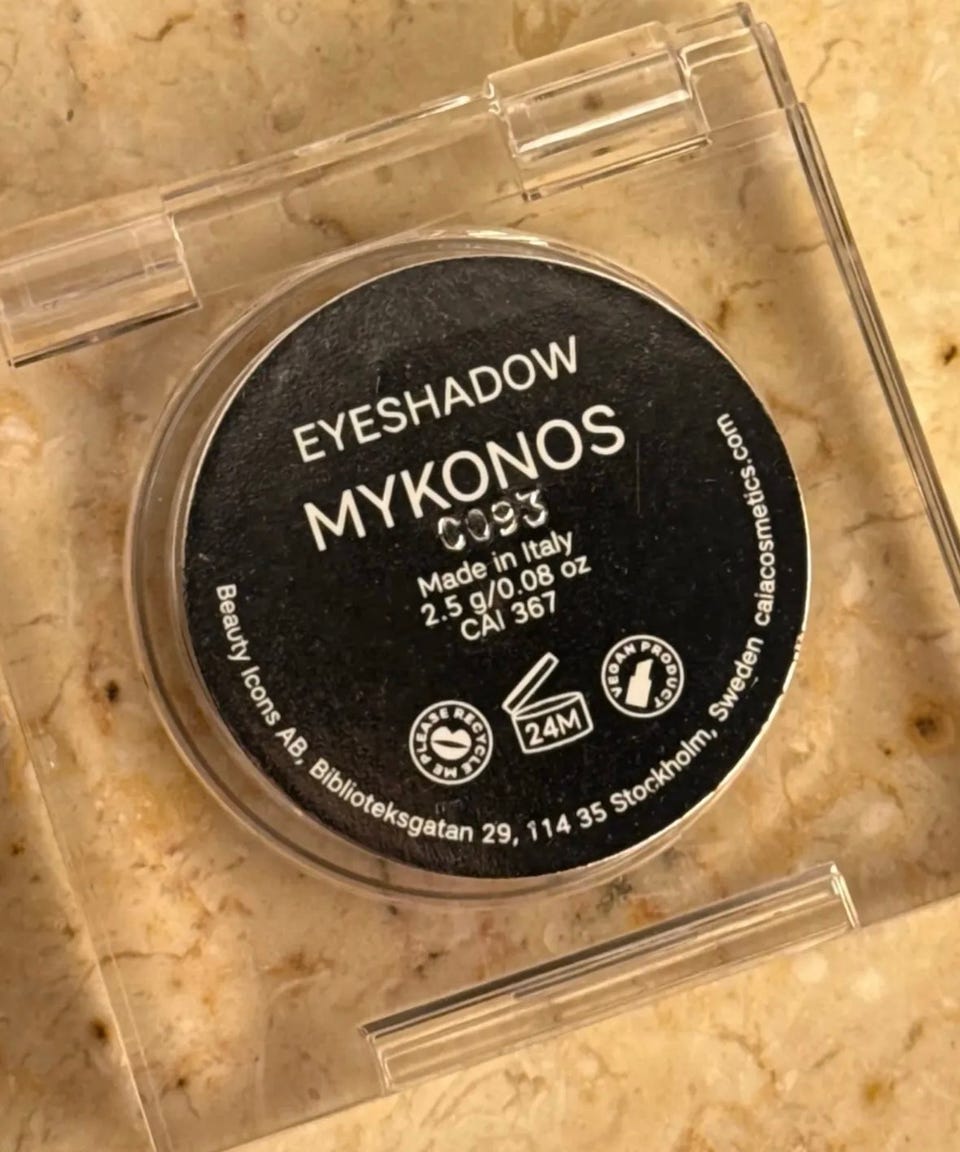 EYESHADOW
MYKONOS
C093
Made in Italy
2.5 g/0.08 oz
CAI 367
PLEASE RECYCLE ME
24M
VEGAN PRODUCT
Beauty Icons AB, Biblioteksgatan 29, 114 35 Stockholm, Sweden caiacosmetics.com